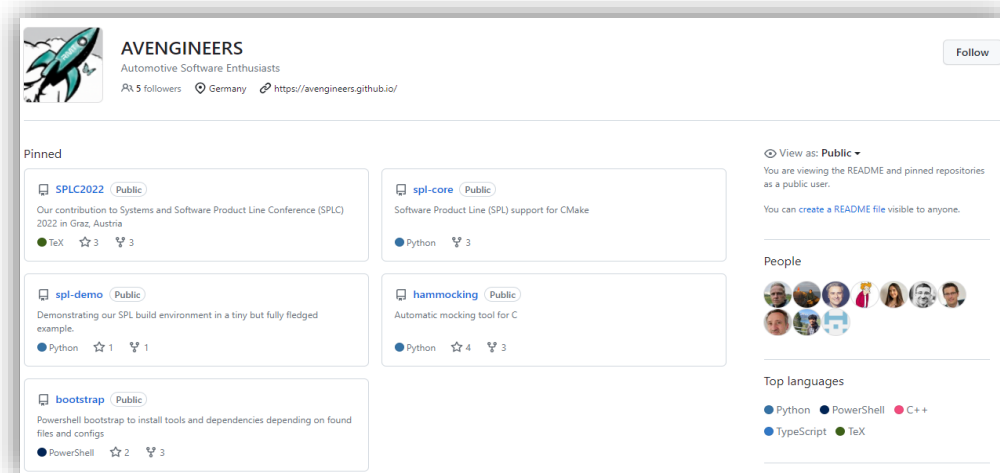 AVENGINEERS
Automotive Software Enthusiasts
5 followers Germany https://avengineers.github.io/
Follow
Pinned
SPLC2022 Public
Our contribution to Systems and Software Product Line Conference (SPLC)
2022 in Graz, Austria
TeX 3 3
spl-core Public
Software Product Line (SPL) support for CMake
Python 3
spl-demo Public
Demonstrating our SPL build environment in a tiny but fully fledged
example.
Python 1 1
hammocking Public
Automatic mocking tool for C
Python 4 3
bootstrap Public
Powershell bootstrap to install tools and dependencies depending on found
files and configs
PowerShell 2 3
View as: Public
You are viewing the README and pinned repositories
as a public user.
You can create a README file visible to anyone.
People
Top languages
Python PowerShell C++
TypeScript TeX